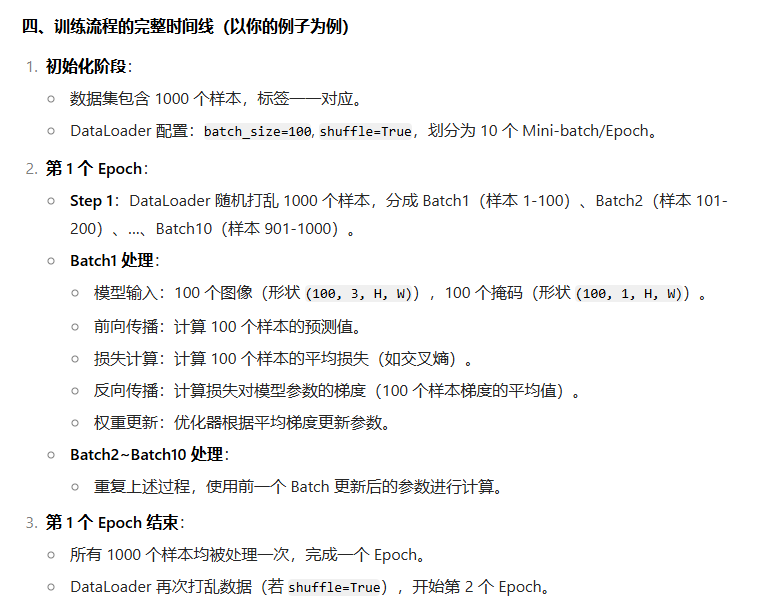 四、训练流程的完整时间线（以你的例子为例）
1. 初始化阶段：
数据集包含 1000 个样本，标签一一对应。
DataLoader 配置：batch_size=100, shuffle=True，划分为 10 个 Mini-batch/Epoch。
2. 第 1 个 Epoch：
Step 1：DataLoader 随机打乱 1000 个样本，分成 Batch1（样本 1-100）、Batch2（样本 101-
200）、...、Batch10（样本 901-1000）。
Batch1 处理：
模型输入：100 个图像（形状 (100, 3, H, W)），100 个掩码（形状 (100, 1, H, W)）。
前向传播：计算 100 个样本的预测值。
损失计算：计算 100 个样本的平均损失（如交叉熵）。
反向传播：计算损失对模型参数的梯度（100 个样本梯度的平均值）。
权重更新：优化器根据平均梯度更新参数。
Batch2~Batch10 处理：
重复上述过程，使用前一个 Batch 更新后的参数进行计算。
3. 第 1 个 Epoch 结束：
所有 1000 个样本均被处理一次，完成一个 Epoch。
DataLoader 再次打乱数据（若 shuffle=True），开始第 2 个 Epoch。